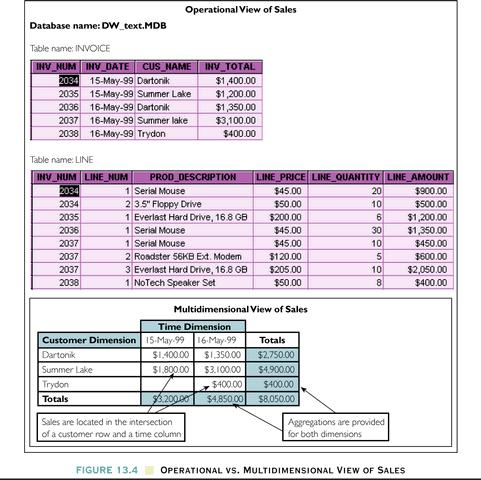 Operational View of Sales
Database name: DW_text.MDB
Table name: INVOICE
INV_NUM INV_DATE CUS_NAME INV_TOTAL
2034 15-May-99 Dartonik $1,400.00
2035 15-May-99 Summer Lake $1,200.00
2036 16-May-99 Dartonik $1,350.00
2037 16-May-99 Summer lake $3,100.00
2038 16-May-99 Trydon $400.00
Table name: LINE
INV_NUM LINE_NUM PROD_DESCRIPTION LINE_PRICE LINE_QUANTITY LINE_AMOUNT
2034 1 Serial Mouse $45.00 20 $900.00
2034 2 3.5" Floppy Drive $50.00 10 $500.00
2035 1 Everlast Hard Drive, 16.8 GB $200.00 6 $1,200.00
2036 1 Serial Mouse $45.00 30 $1,350.00
2037 1 Serial Mouse $45.00 10 $450.00
2037 2 Roadster 56KB Ext. Modem $120.00 5 $600.00
2037 3 Everlast Hard Drive, 16.8 GB $205.00 10 $2,050.00
2038 1 NoTech Speaker Set $50.00 8 $400.00
Multidimensional View of Sales
Time Dimension
Customer Dimension 15-May-99 16-May-99 Totals
Dartonik $1,400.00 $1,350.00 $2,750.00
Summer Lake $1,800.00 $3,100.00 $4,900.00
Trydon $400.00 $400.00
Totals $3,200.00 $4,850.00 $8,050.00
Sales are located in the intersection
of a customer row and a time column
Aggregations are provided
for both dimensions
FIGURE 13.4 OPERATIONAL VS. MULTIDIMENSIONAL VIEW OF SALES